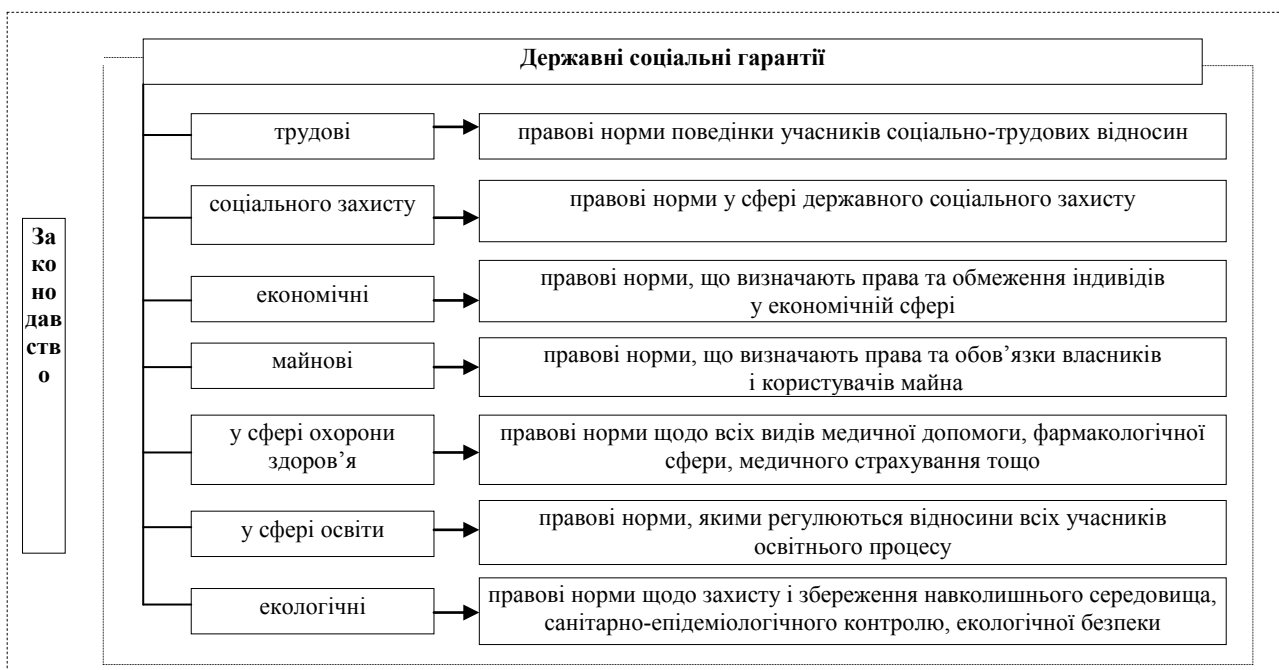 Державні соціальні гарантії
За
ко
но
дав
ств
о
трудові
правові норми поведінки учасників соціально-трудових відносин
соціального захисту
правові норми у сфері державного соціального захисту
економічні
правові норми, що визначають права та обмеження індивідів
у економічній сфері
майнові
правові норми, що визначають права та обов’язки власників
і користувачів майна
у сфері охорони
здоров’я
правові норми щодо всіх видів медичної допомоги, фармакологічної
сфери, медичного страхування тощо
у сфері освіти
правові норми, якими регулюються відносини всіх учасників
освітнього процесу
екологічні
правові норми щодо захисту і збереження навколишнього середовища,
санітарно-епідеміологічного контролю, екологічної безпеки